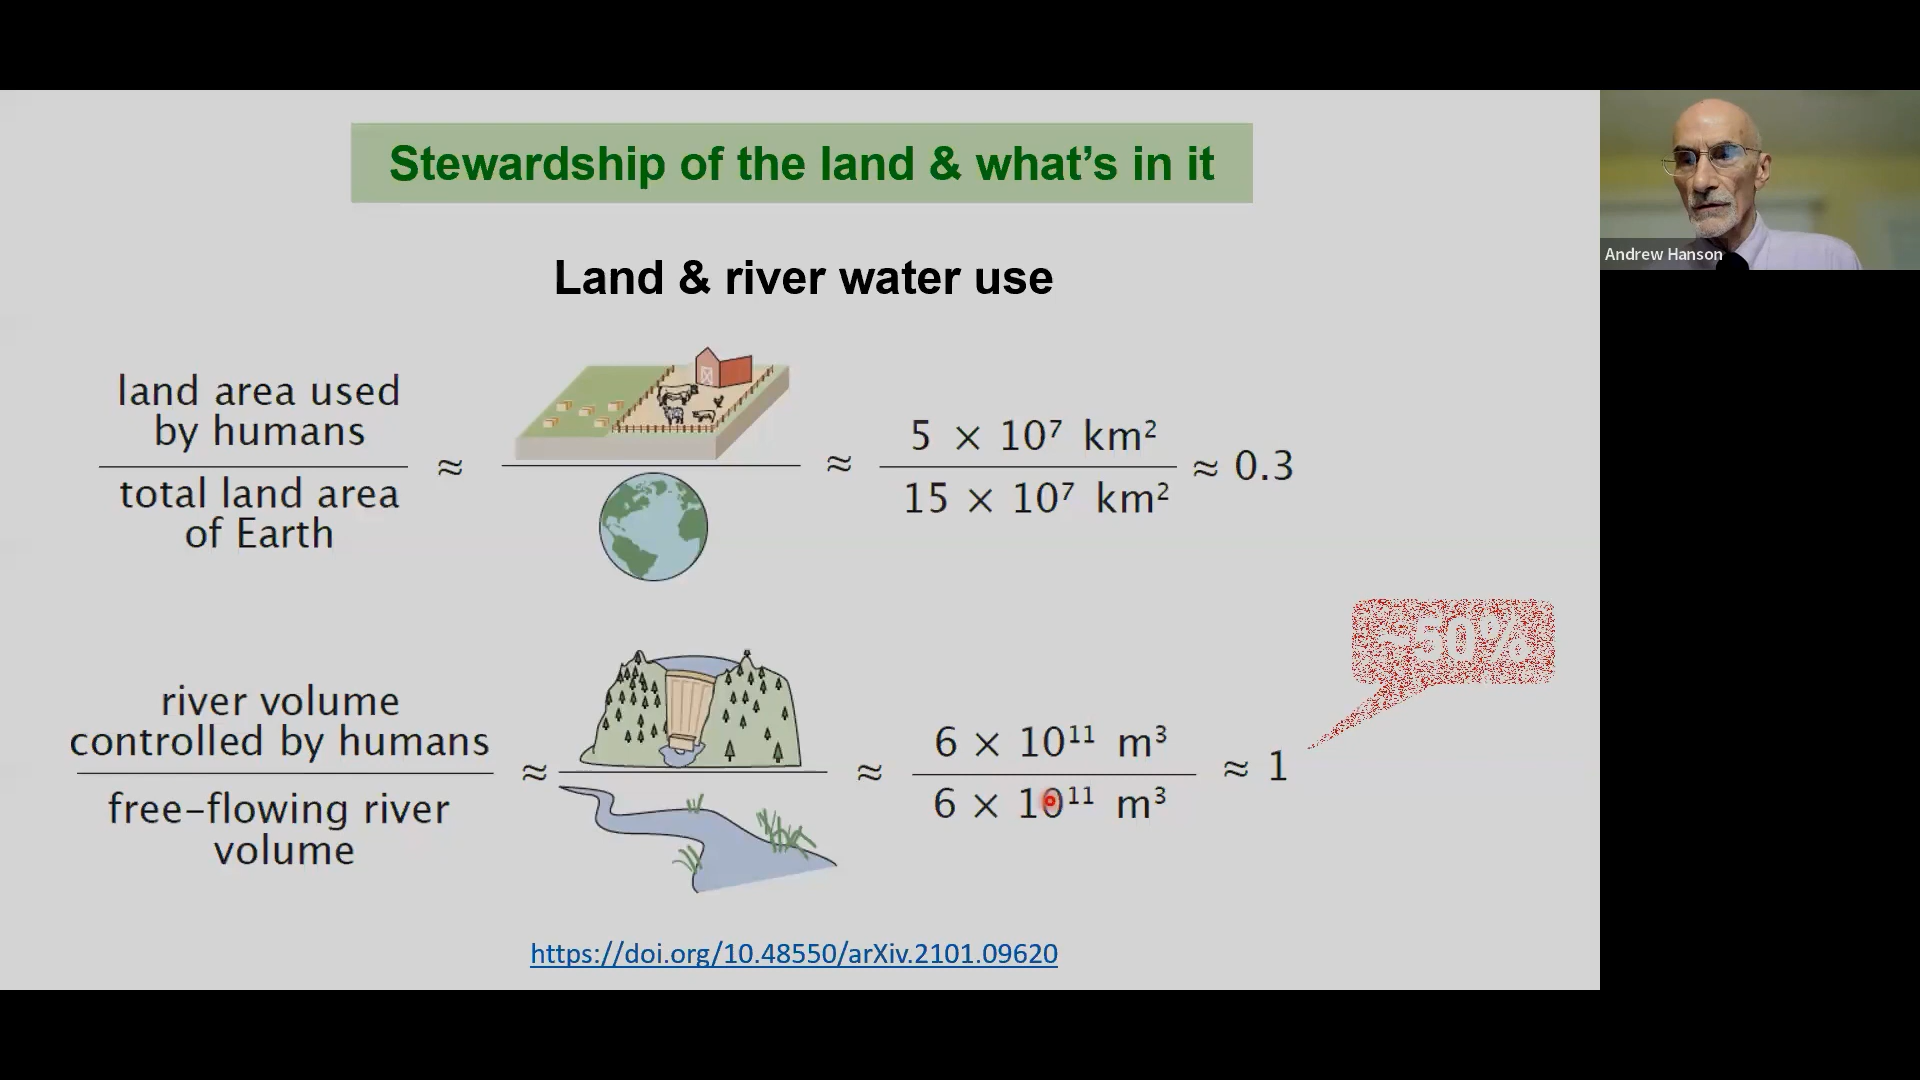 Stewardship of the land & what's in it
Andrew Hanson
Land & river water use
land area used
by humans
total land area
of Earth
≈
≈
5 × 10⁷ km²
15 × 10⁷ km²
≈ 0.3
~50%
river volume
controlled by humans
free-flowing river
volume
≈
≈
6 × 10¹¹ m³
6 × 10¹¹ m³
≈ 1
https://doi.org/10.48550/arXiv.2101.09620